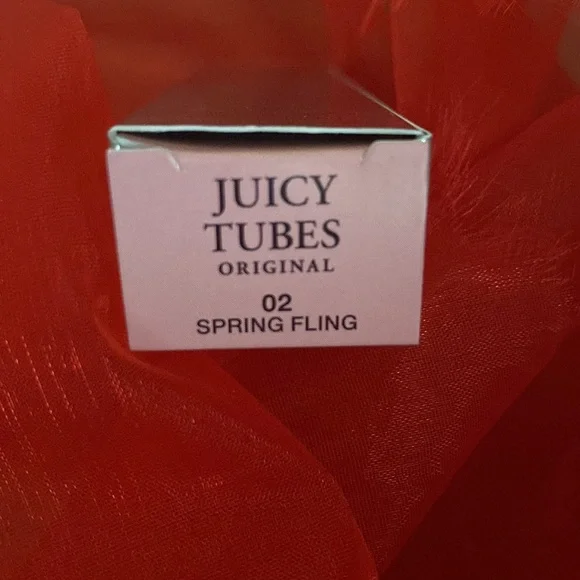 JUICY
TUBES
ORIGINAL
02
SPRING FLING